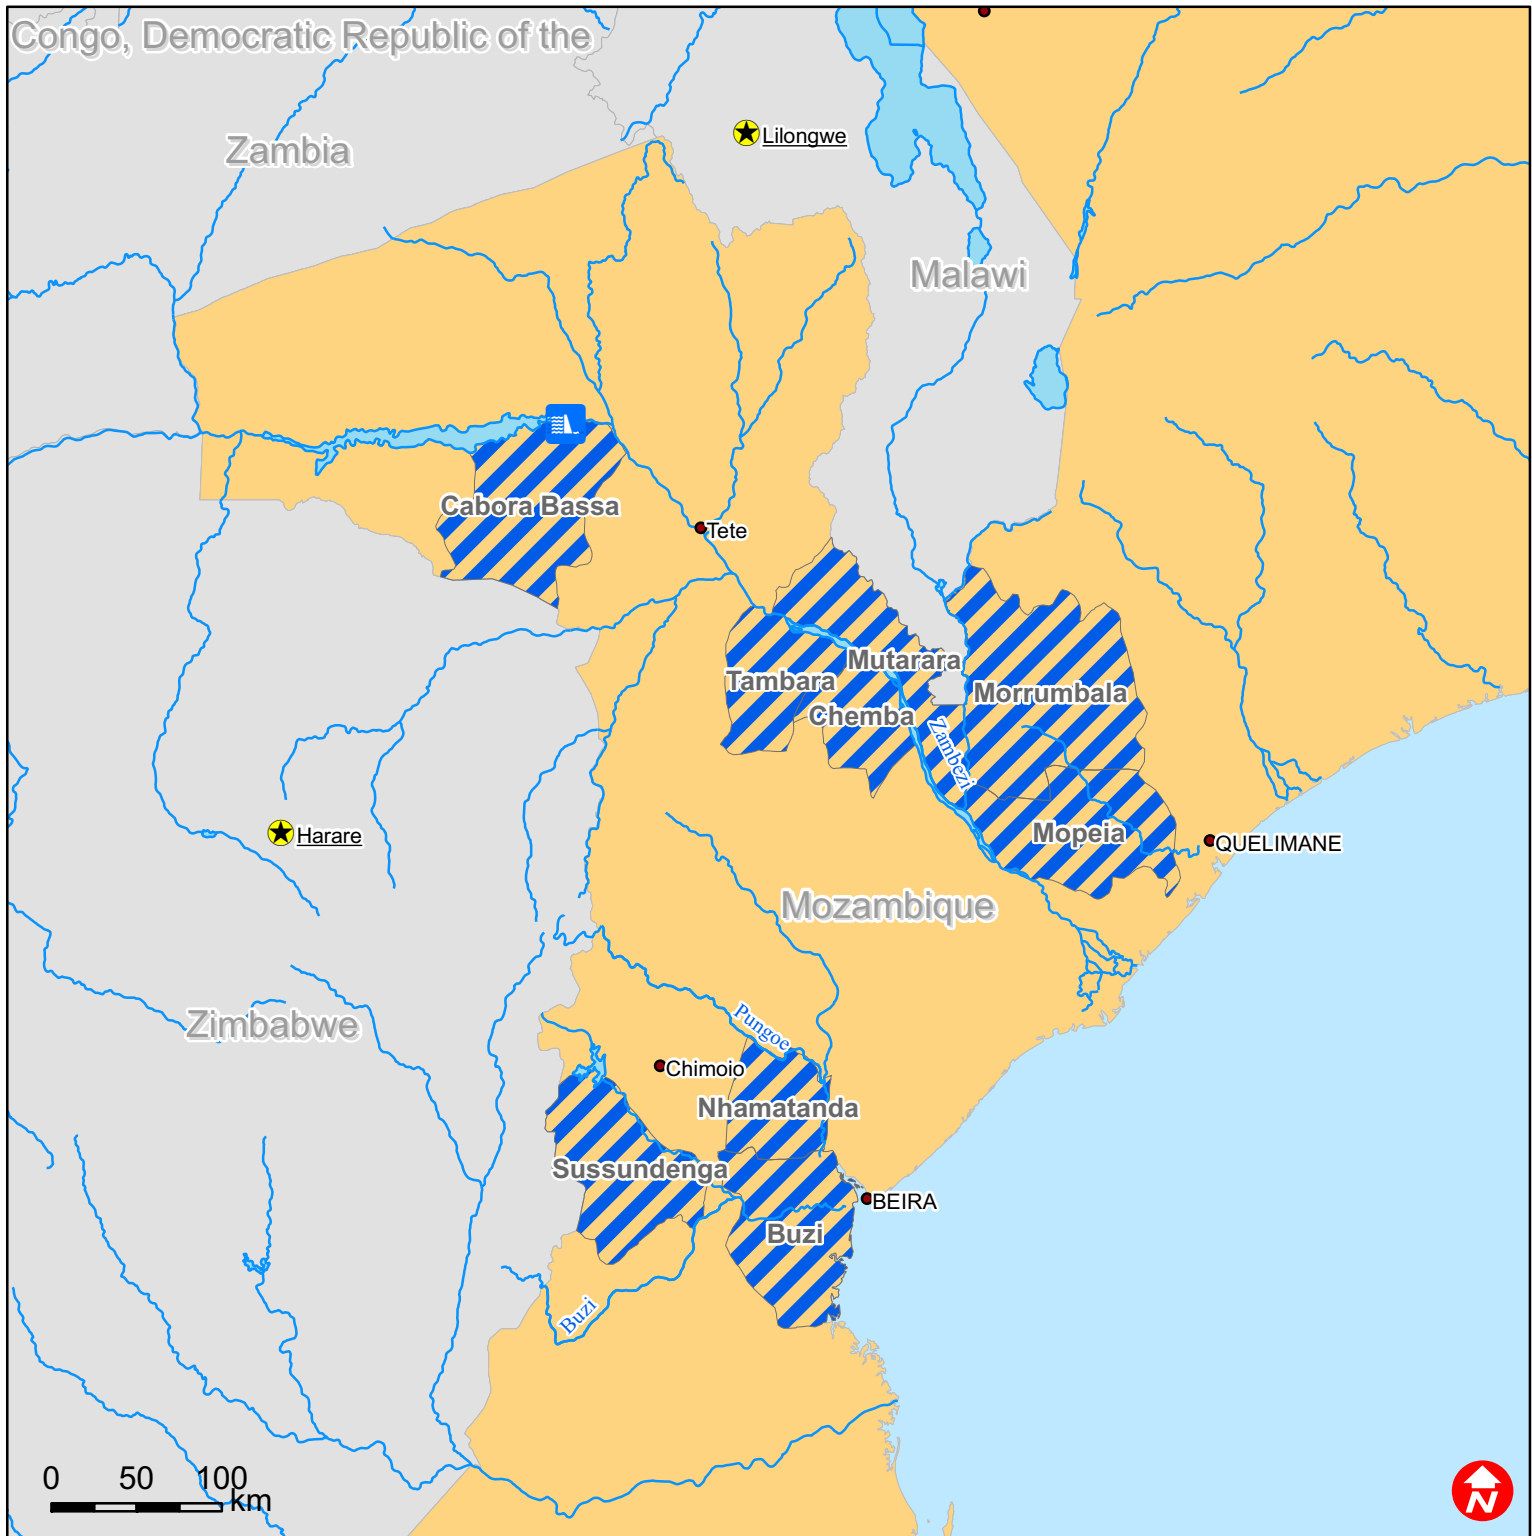 Congo, Democratic Republic of the
Lilongwe
Zambia
Malawi
Cabora Bassa
Tete
Mutarara
Tambara
Morrumbala
Chemba
Zambezi
Harare
Mopeia
QUELIMANE
Mozambique
Zimbabwe
Pungoe
Chimoio
Nhamatanda
Sussundenga
BEIRA
Buzi
Buzi
0 50 100
km
N